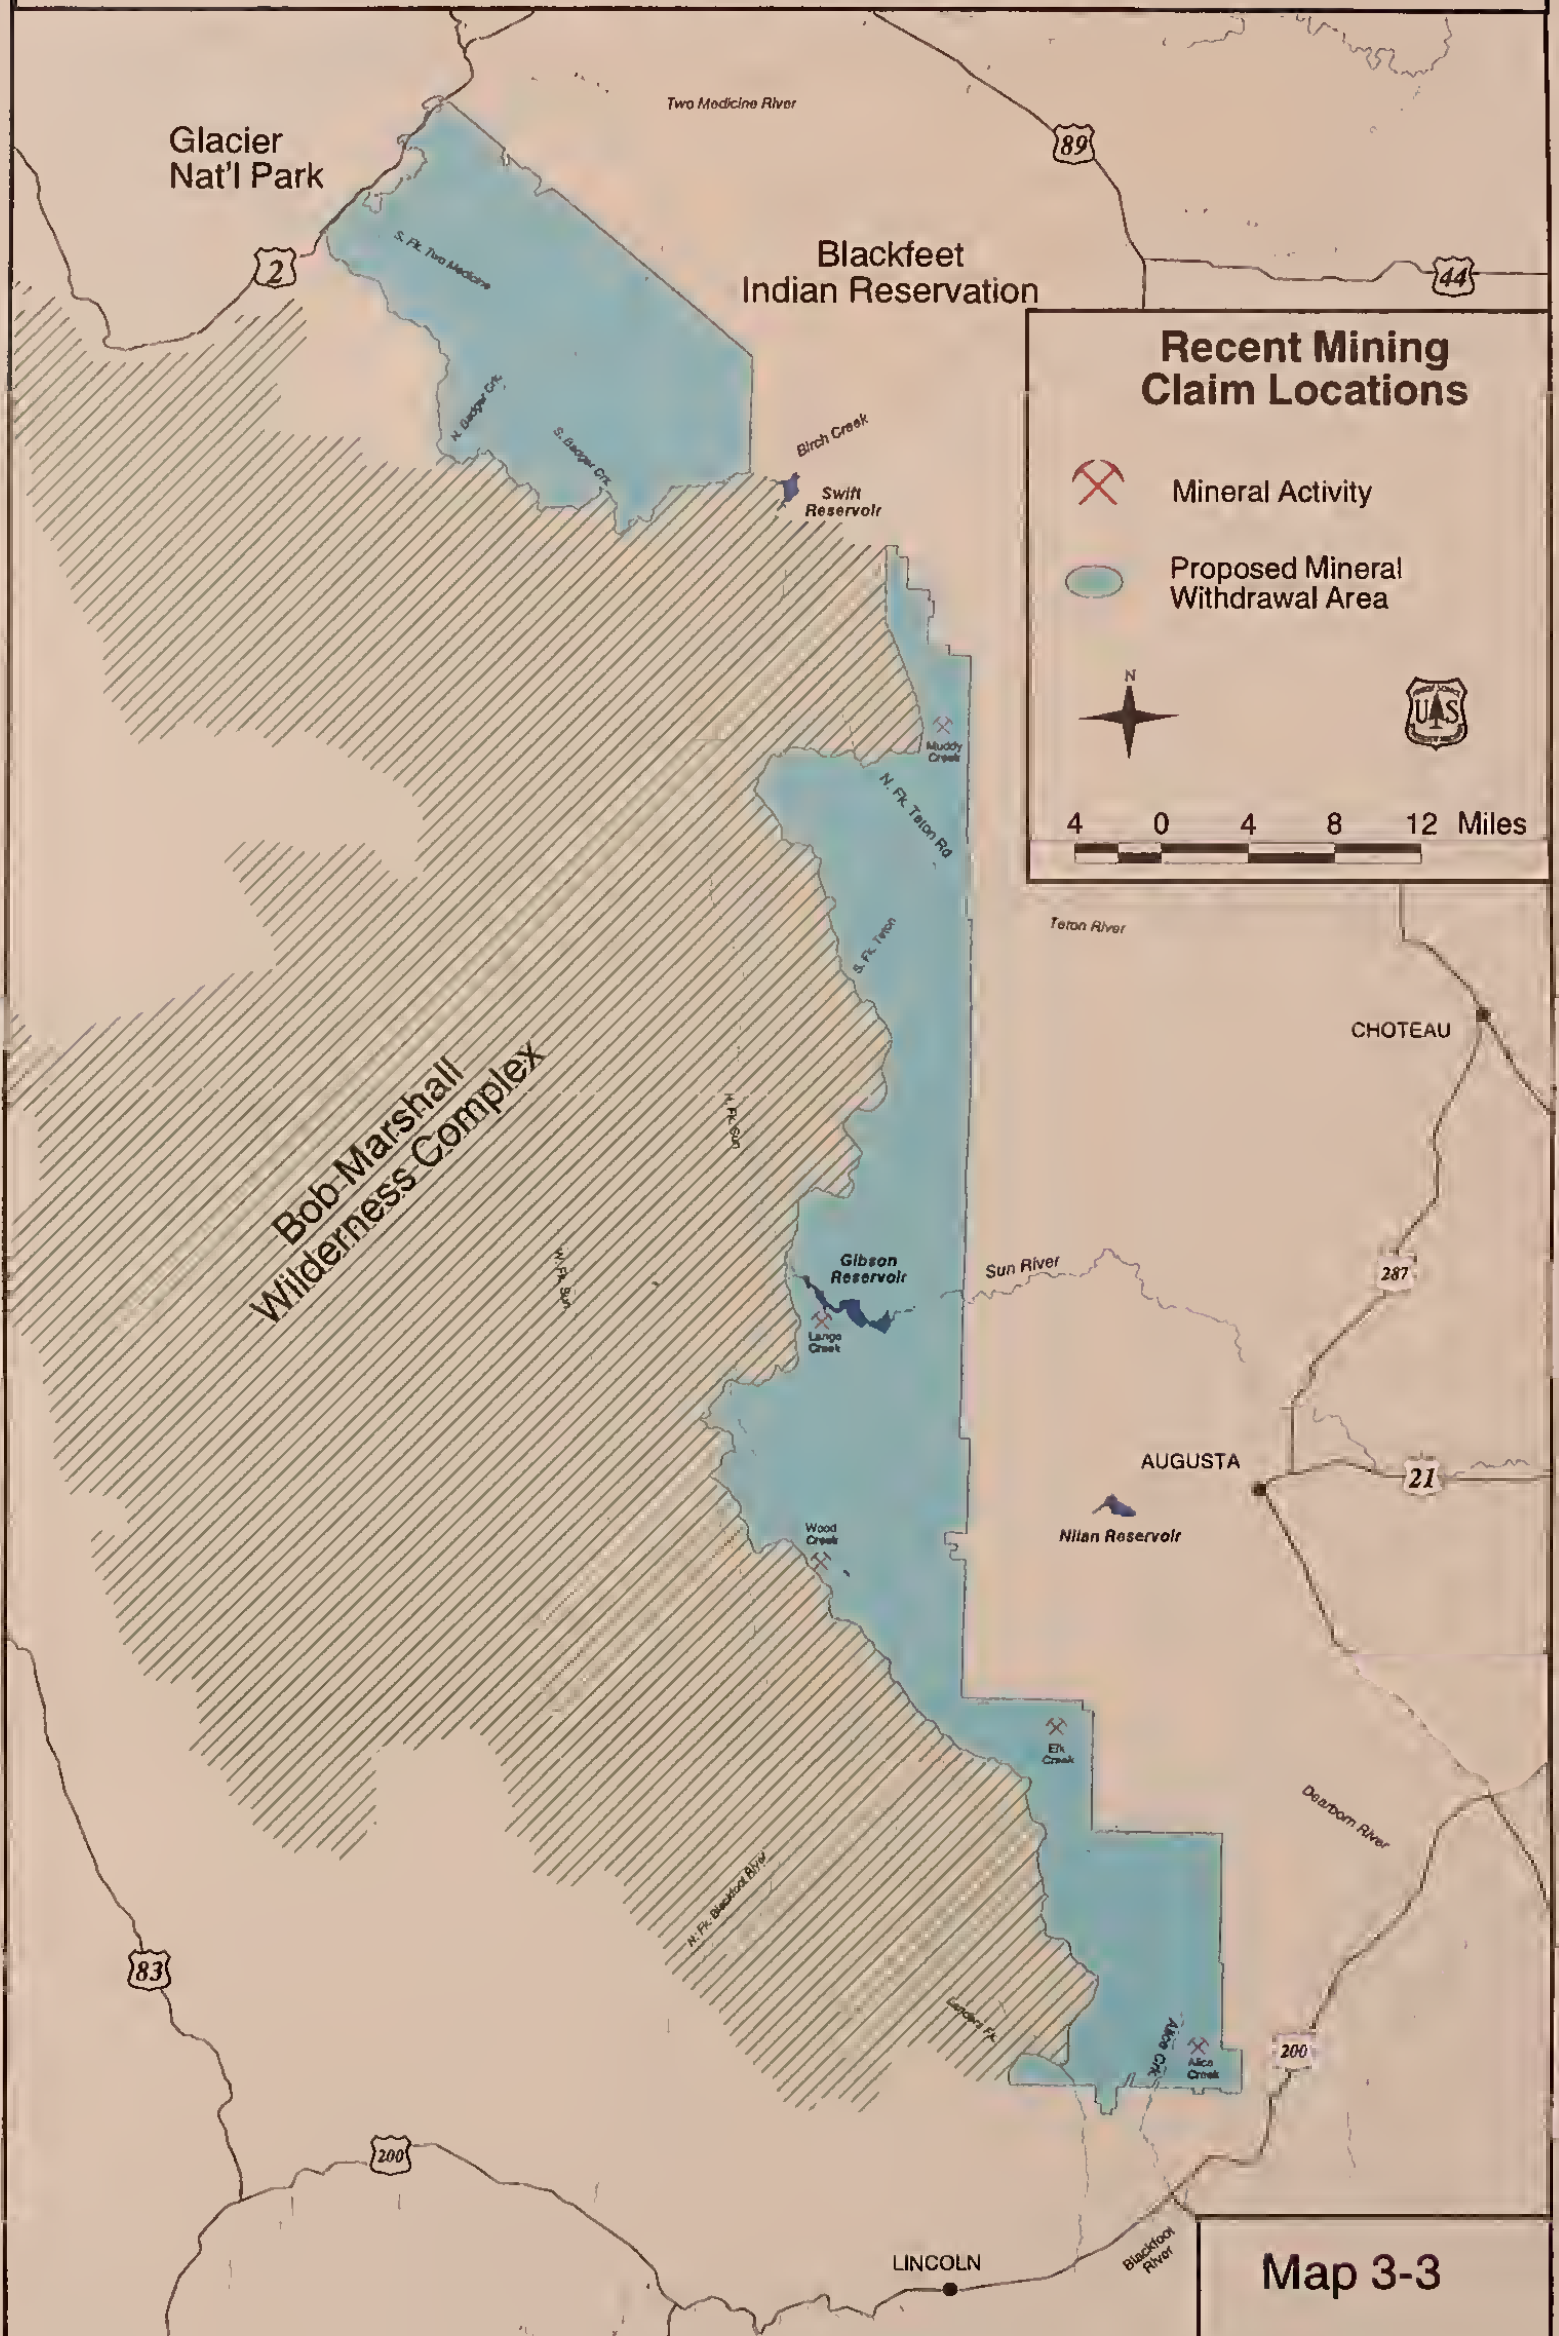 Two Medicine River
89
Glacier
Nat'l Park
S. Fk. Two Medicine
2
Blackfeet
Indian Reservation
44
Recent Mining
Claim Locations
Mineral Activity
Proposed Mineral
Withdrawal Area
N
U S
4 0 4 8 12 Miles
N. Badger Crk.
S. Badger Crk.
Birch Creek
Swift
Reservoir
Muddy
Creek
N. Fk. Teton Rd
S. Fk. Teton
Teton River
CHOTEAU
Bob Marshall
Wilderness Complex
N. Fk. Sun
W. Fk. Sun
Gibson
Reservoir
Sun River
Lange
Creek
287
AUGUSTA
21
Nilan Reservoir
Wood
Creek
Elk
Creek
Dearborn River
N. Fk. Blackfoot River
83
Landers Fk.
Alice Crk.
Alice
Creek
200
200
LINCOLN
Blackfoot
River
Map 3-3